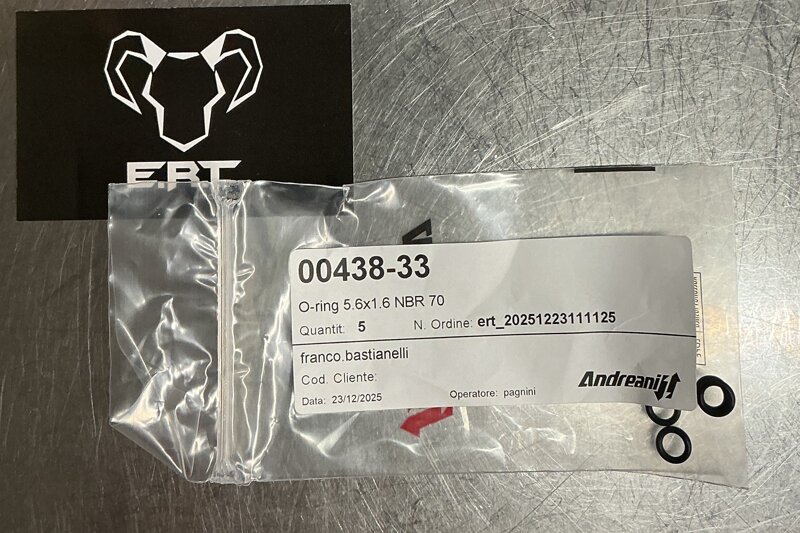 E.R.T.
00438-33
O-ring 5.6x1.6 NBR 70
Quantit: 5 N. Ordine: ert_20251223111125
franco.bastianelli
Cod. Cliente:
Data: 23/12/2025 Operatore: pagnini
Andreani